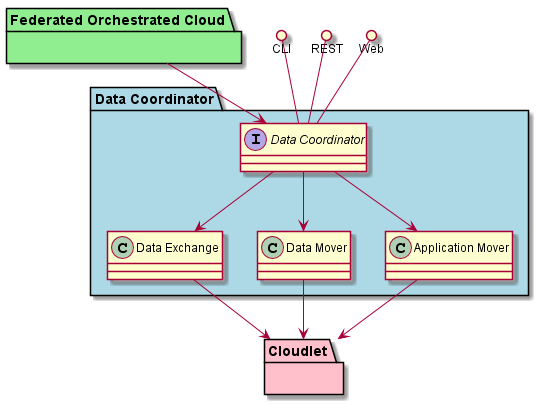 Federated Orchestrated Cloud
CLI
REST
Web
Data Coordinator
I
Data Coordinator
C
Data Exchange
C
Data Mover
C
Application Mover
Cloudlet